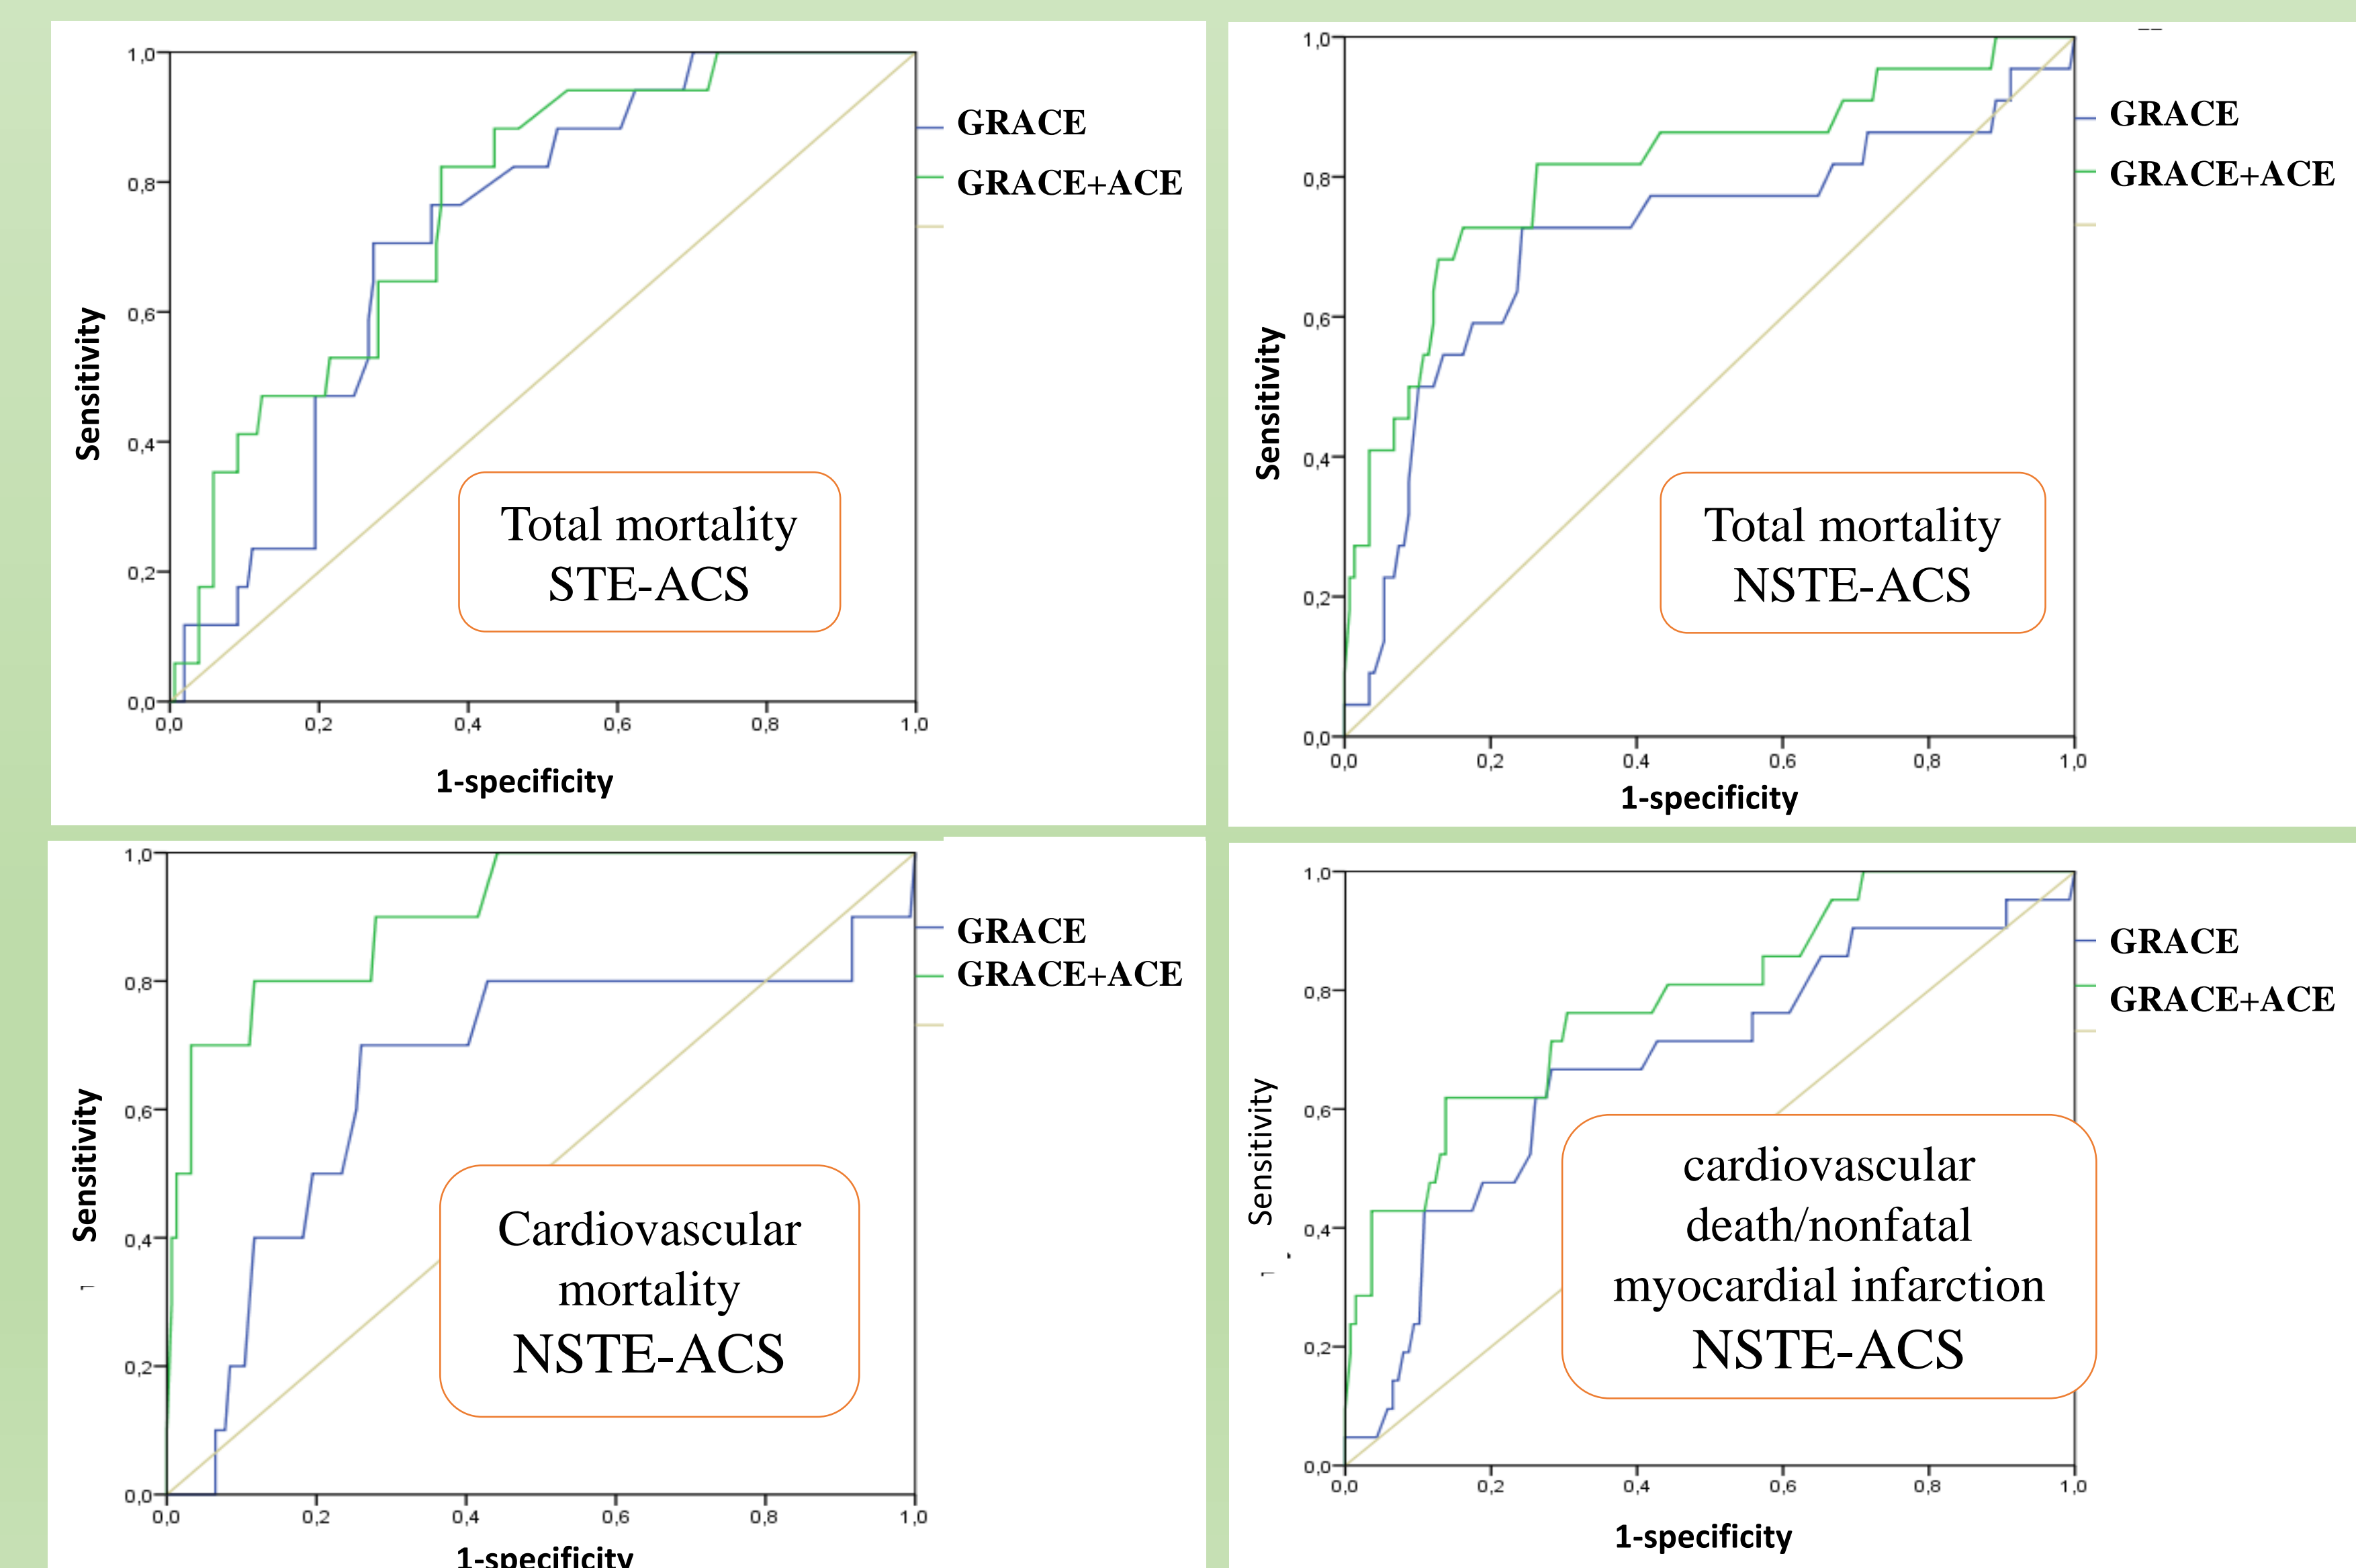 1,0
0,8
0,6
0,4
0,2
0,0
0,0 0,2 0,4 0,6 0,8 1,0
Sensitivity
1-specificity
GRACE
GRACE+ACE
Total mortality
STE-ACS
1,0
0,8
0,6
0,4
0,2
0,0
0,0 0,2 0.4 0.6 0,8 1,0
Sensitivity
1-specificity
GRACE
GRACE+ACE
Total mortality
NSTE-ACS
1,0
0,8
0,6
0,4
0,2
0,0
0,0 0,2 0,4 0,6 0,8 1,0
Sensitivity
1-specificity
GRACE
GRACE+ACE
Cardiovascular
mortality
NSTE-ACS
1,0
0,8
0,6
0,4
0,2
0,0
0,0 0,2 0,4 0,6 0,8 1,0
Sensitivity
1-specificity
GRACE
GRACE+ACE
cardiovascular
death/nonfatal
myocardial infarction
NSTE-ACS